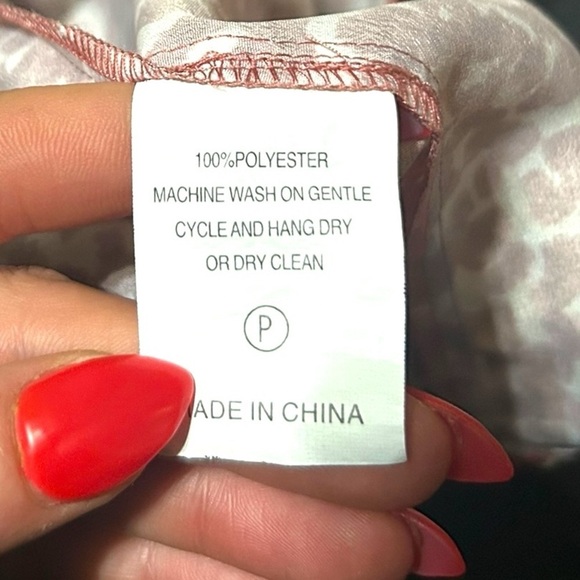 100%POLYESTER
MACHINE WASH ON GENTLE
CYCLE AND HANG DRY
OR DRY CLEAN
P
ADE IN CHINA